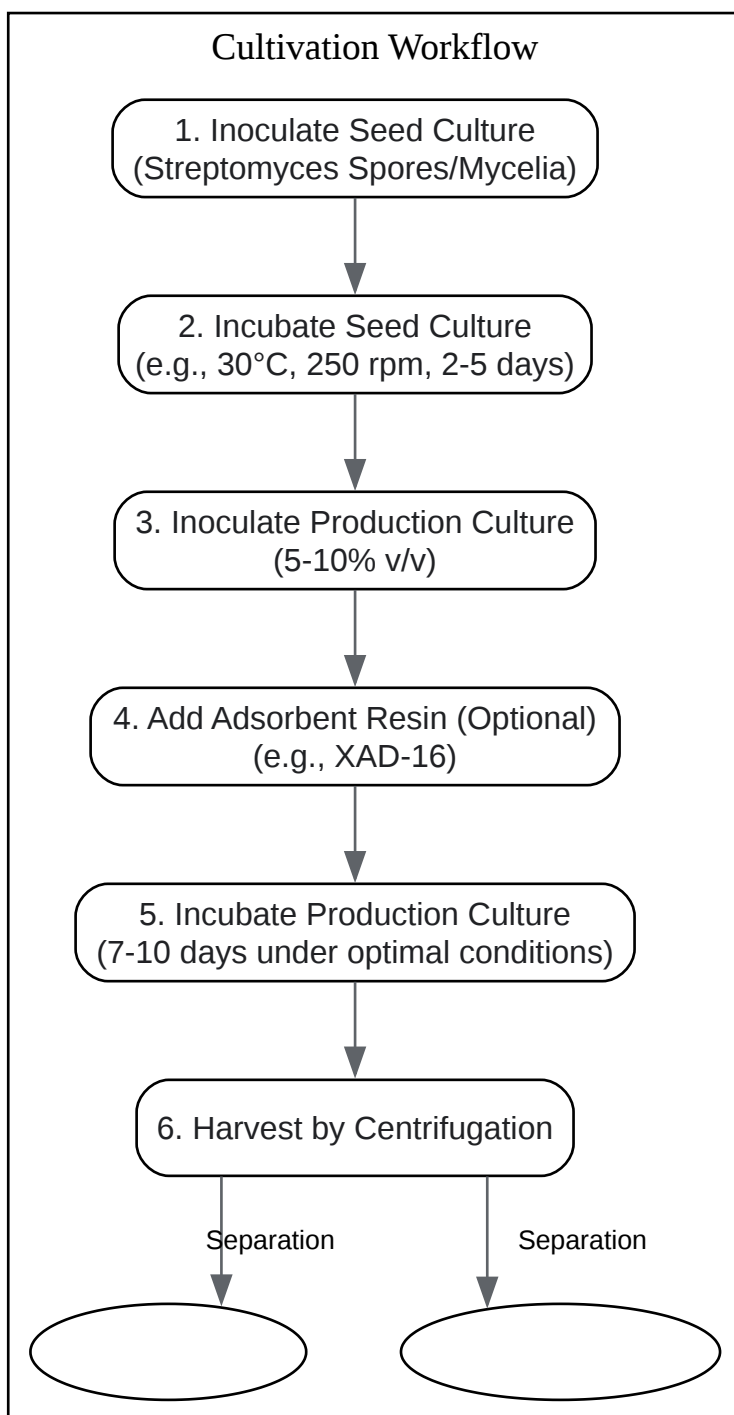 Cultivation Workflow
1. Inoculate Seed Culture
(Streptomyces Spores/Mycelia)
2. Incubate Seed Culture
(e.g., 30°C, 250 rpm, 2-5 days)
3. Inoculate Production Culture
(5-10% v/v)
4. Add Adsorbent Resin (Optional)
(e.g., XAD-16)
5. Incubate Production Culture
(7-10 days under optimal conditions)
6. Harvest by Centrifugation
Separation
Separation